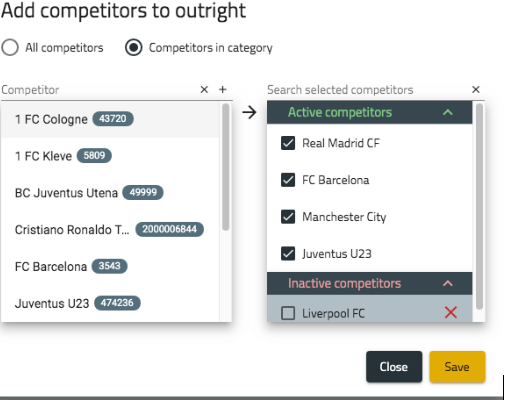 Add competitors to outright
All competitors
Competitors in category
Competitor
1 FC Cologne 43720
1 FC Kleve 5809
BC Juventus Utena 49999
Cristiano Ronaldo T... 2000006844
FC Barcelona 3543
Juventus U23 474236
Search selected competitors
Active competitors
Real Madrid CF
FC Barcelona
Manchester City
Juventus U23
Inactive competitors
Liverpool FC
Close
Save